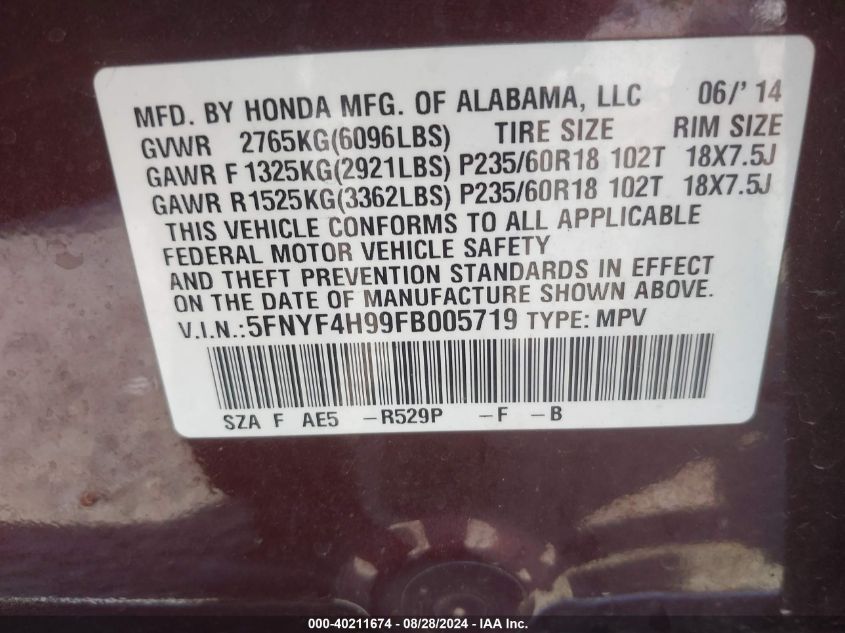 MFD. BY HONDA MFG. OF ALABAMA, LLC 06/' 14
GVWR 2765KG(6096LBS) TIRE SIZE RIM SIZE
GAWR F 1325KG(2921LBS) P235/60R18 102T 18X7.5J
GAWR R1525KG(3362LBS) P235/60R18 102T 18X7.5J
THIS VEHICLE CONFORMS TO ALL APPLICABLE
FEDERAL MOTOR VEHICLE SAFETY
AND THEFT PREVENTION STANDARDS IN EFFECT
ON THE DATE OF MANUFACTURE SHOWN ABOVE.
V.I.N.:5FNYF4H99FB005719 TYPE: MPV
SZA F AE5 -R529P -F -B
000-40211674 - 08/28/2024 - IAA, Inc.